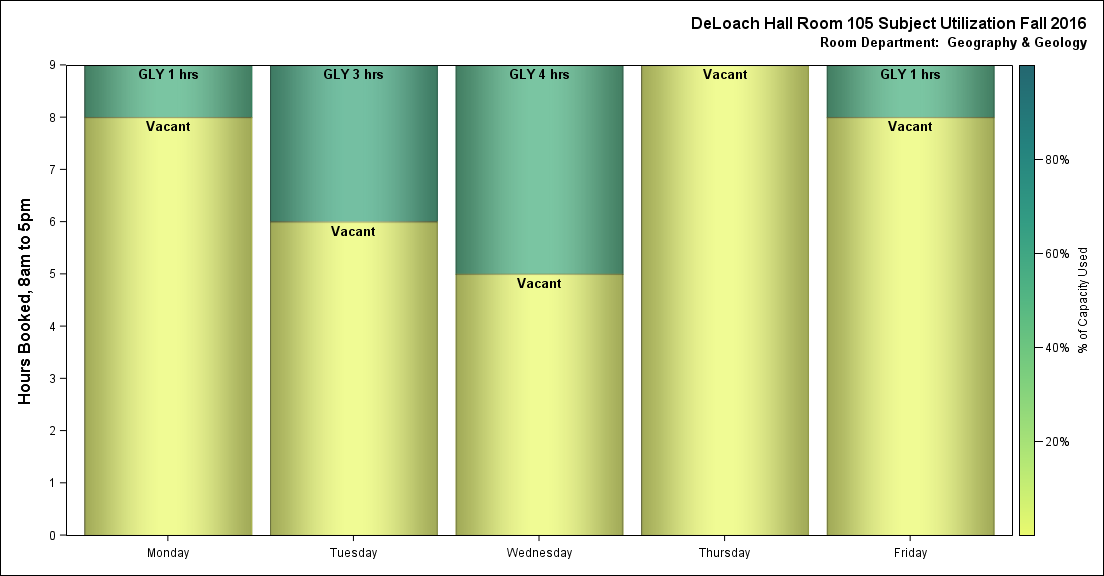 DeLoach Hall Room 105 Subject Utilization Fall 2016
Room Department:  Geography & Geology
Hours Booked, 8am to 5pm
9
8
7
6
5
4
3
2
1
0
GLY 1 hrs
Vacant
GLY 3 hrs
Vacant
GLY 4 hrs
Vacant
Vacant
GLY 1 hrs
Vacant
Monday
Tuesday
Wednesday
Thursday
Friday
80%
60%
40%
20%
% of Capacity Used